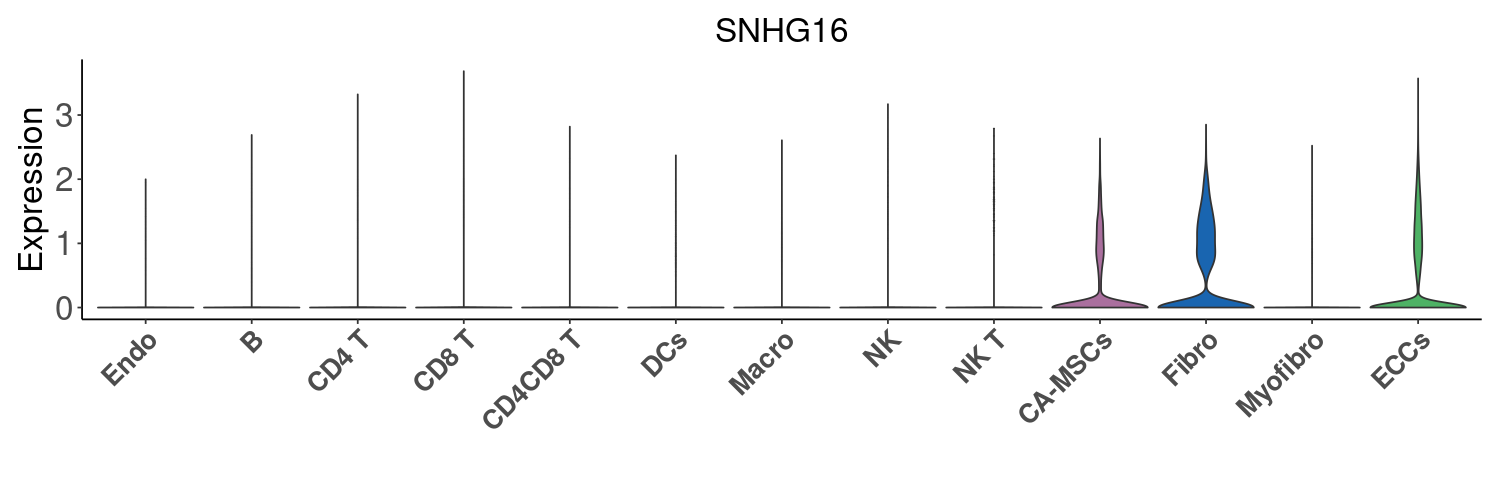 SNHG16
Expression
3
2
1
0
Endo
B
CD4 T
CD8 T
CD4CD8 T
DCs
Macro
NK
NK T
CA-MSCs
Fibro
Myofibro
ECCs